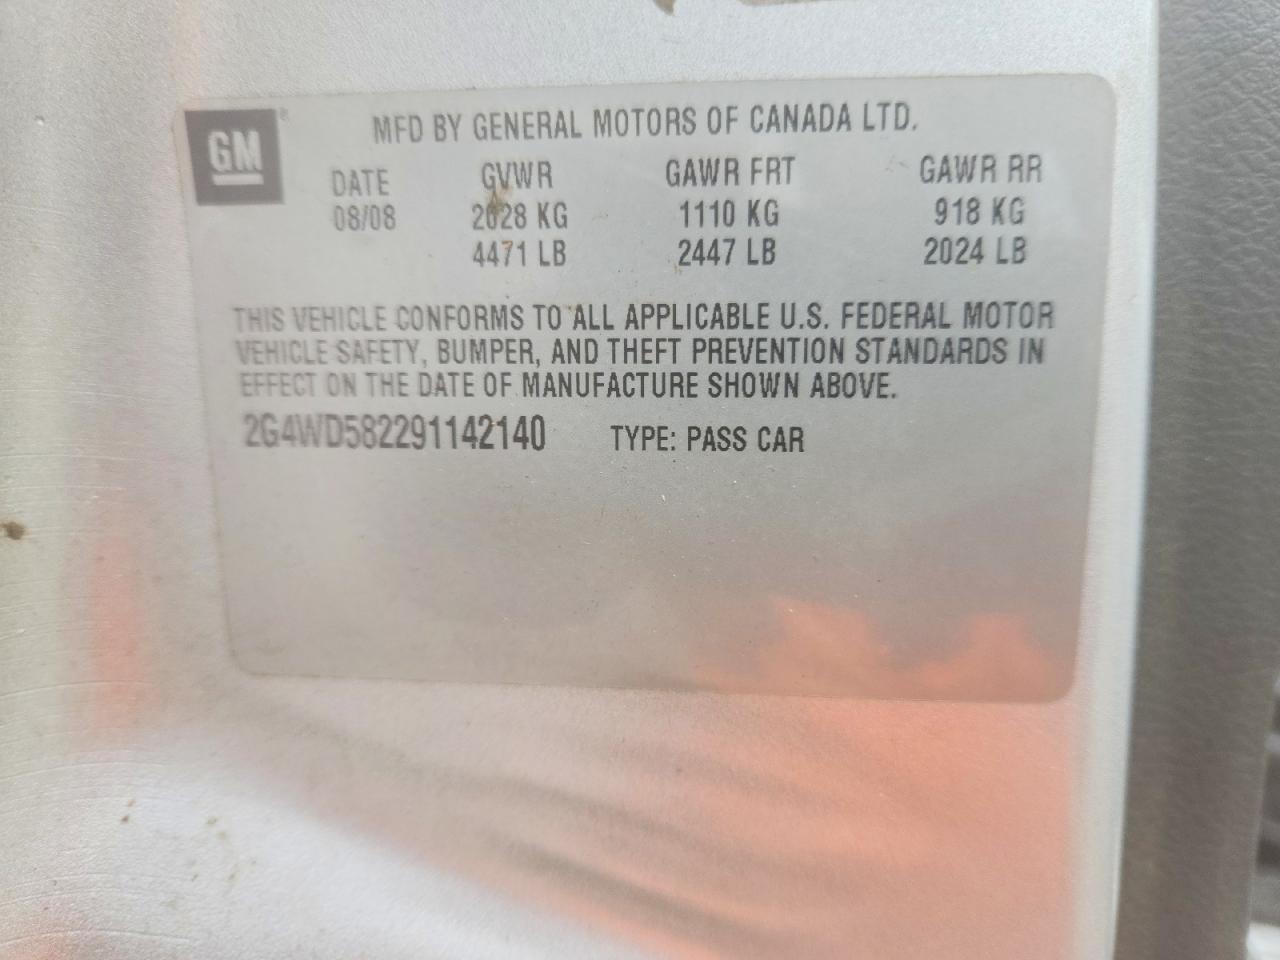 GM®
MFD BY GENERAL MOTORS OF CANADA LTD.
DATE GVWR GAWR FRT GAWR RR
08/08 2028 KG 1110 KG 918 KG
4471 LB 2447 LB 2024 LB
THIS VEHICLE CONFORMS TO ALL APPLICABLE U.S. FEDERAL MOTOR
VEHICLE SAFETY, BUMPER, AND THEFT PREVENTION STANDARDS IN
EFFECT ON THE DATE OF MANUFACTURE SHOWN ABOVE.
2G4WD582291142140 TYPE: PASS CAR